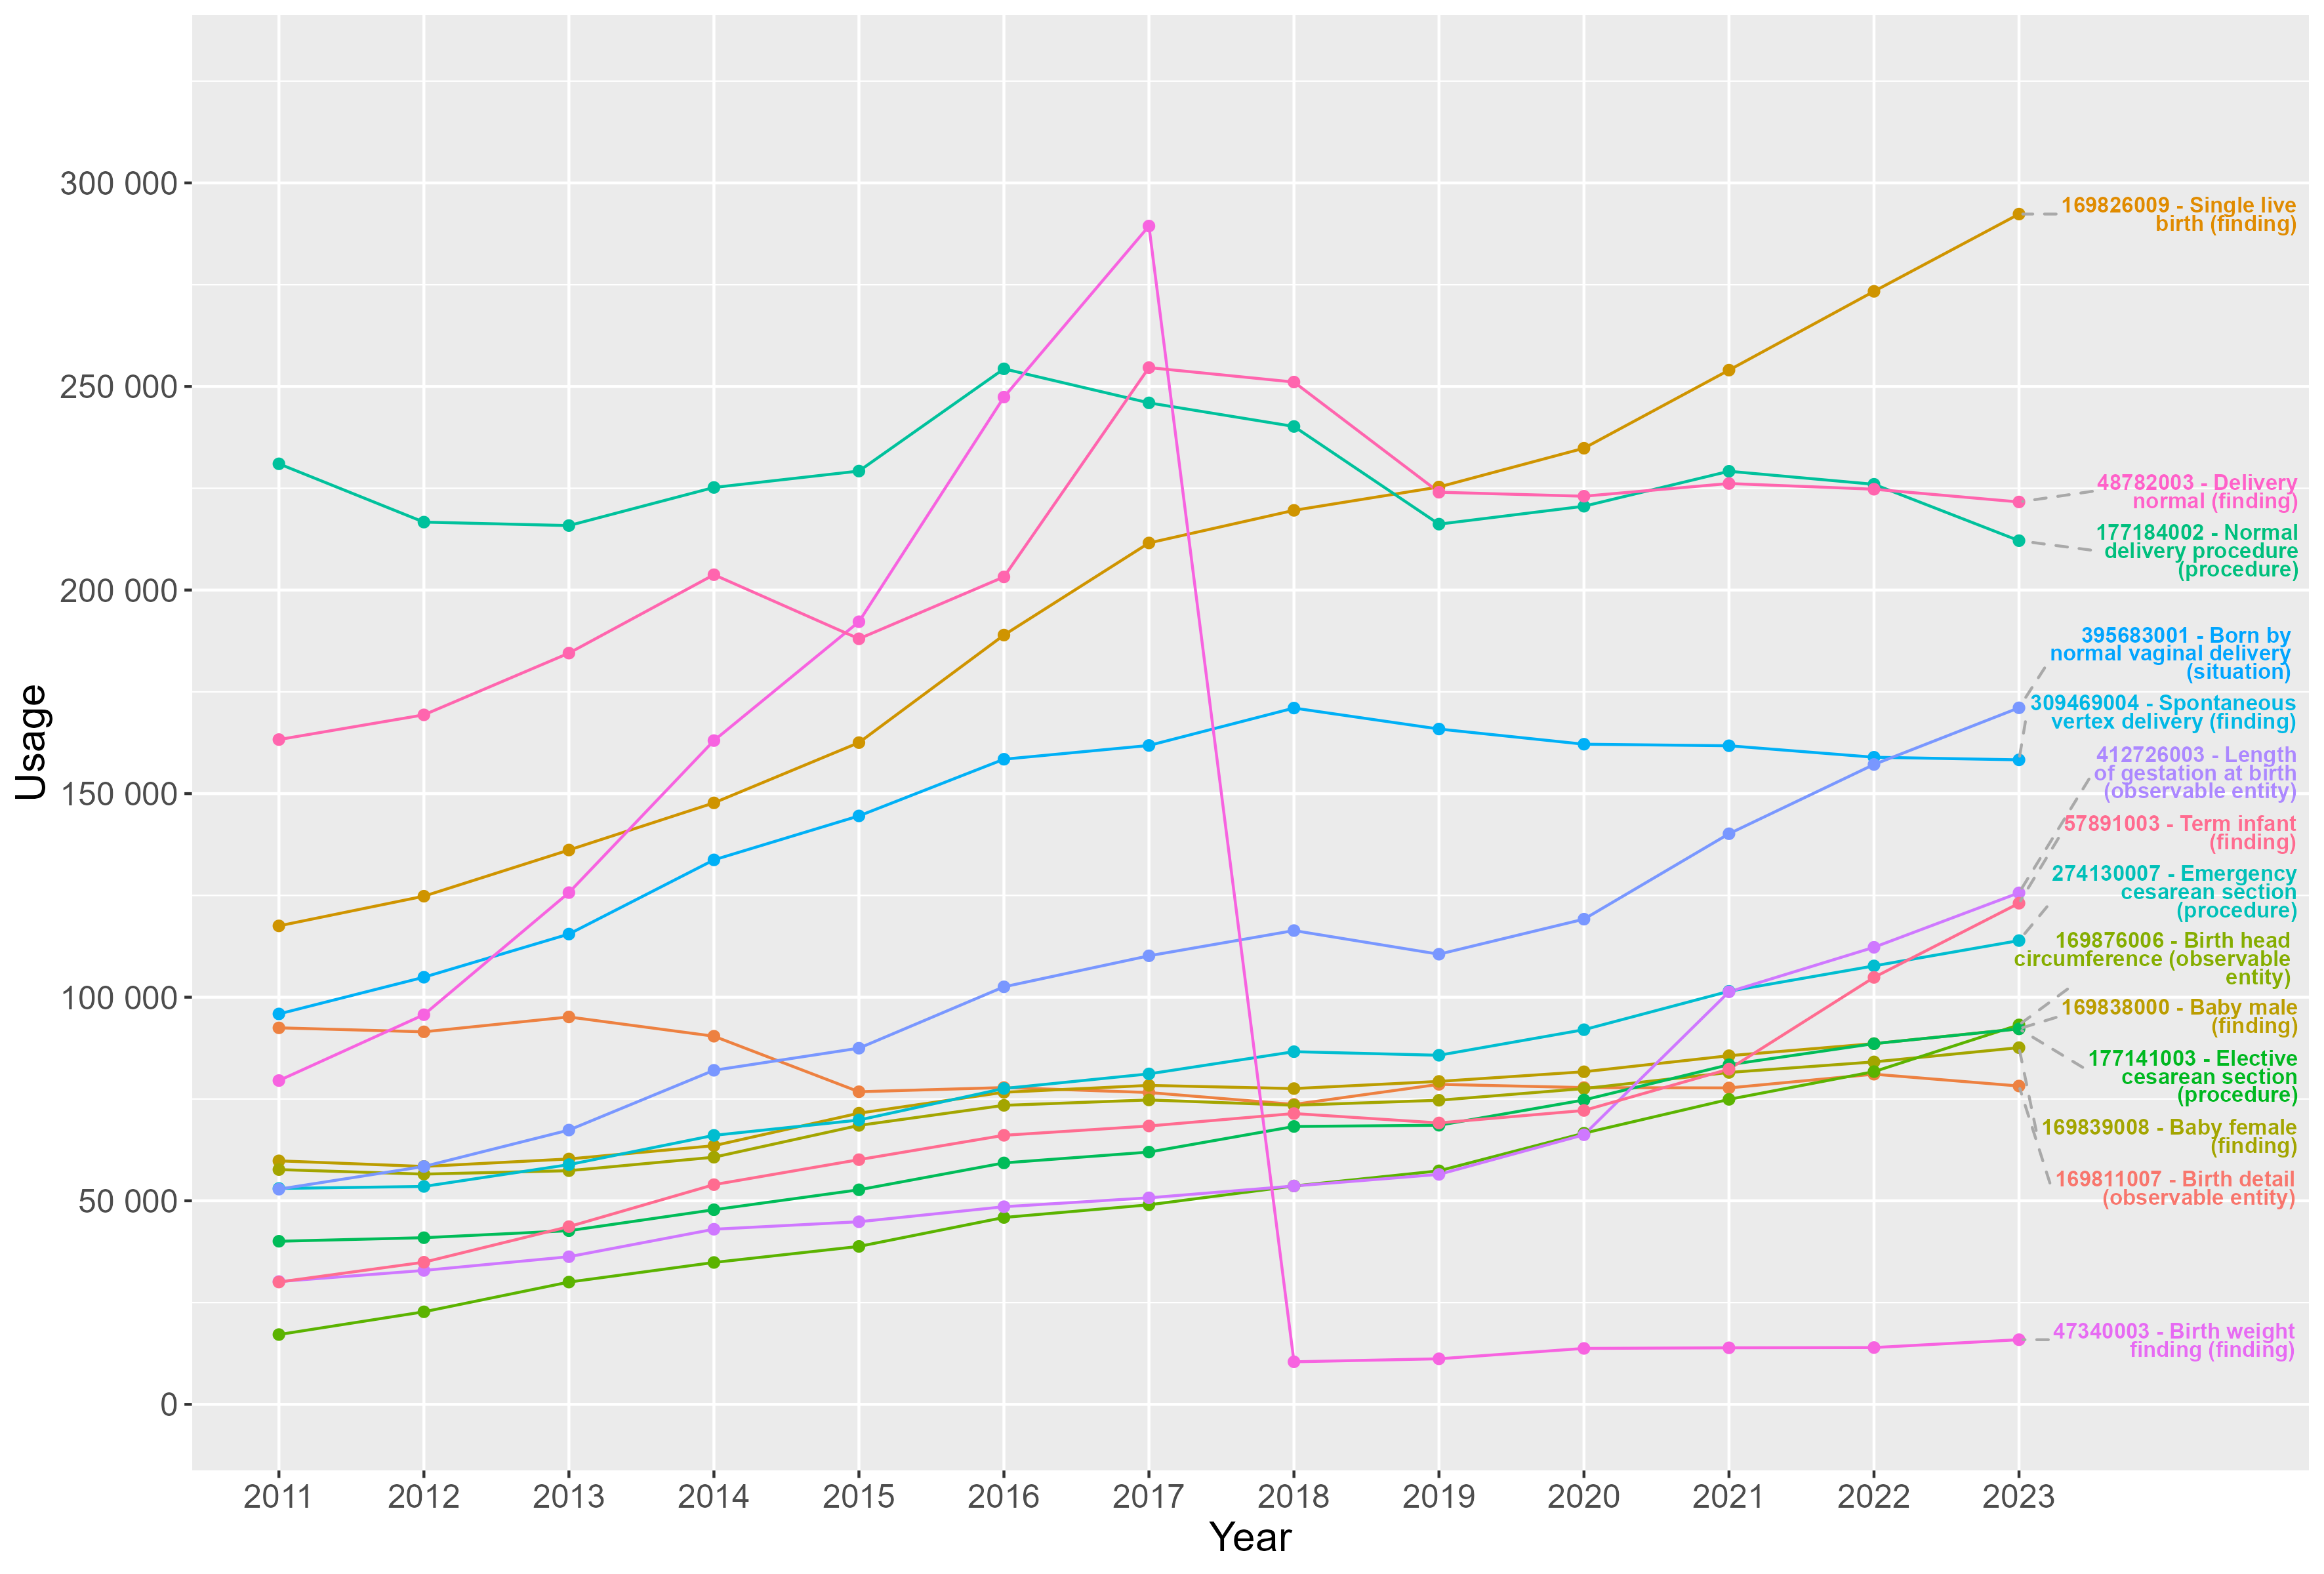 300 000
250 000
200 000
150 000
100 000
50 000
0
Usage
2011 2012 2013 2014 2015 2016 2017 2018 2019 2020 2021 2022 2023
Year
169826009 - Single live
birth (finding)
48782003 - Delivery
normal (finding)
177184002 - Normal
delivery procedure
(procedure)
395683001 - Born by
normal vaginal delivery
(situation)
309469004 - Spontaneous
vertex delivery (finding)
412726003 - Length
of gestation at birth
(observable entity)
57891003 - Term infant
(finding)
274130007 - Emergency
cesarean section
(procedure)
169876006 - Birth head
circumference (observable
entity)
169838000 - Baby male
(finding)
177141003 - Elective
cesarean section
(procedure)
169839008 - Baby female
(finding)
169811007 - Birth detail
(observable entity)
47340003 - Birth weight
finding (finding)